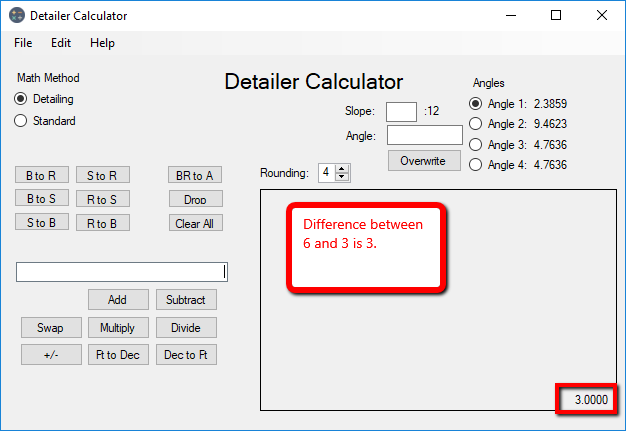 Detailer Calculator
File Edit Help
Math Method
Detailing
Standard
Detailer Calculator
Slope: :12
Angle:
Overwrite
Angles
Angle 1: 2.3859
Angle 2: 9.4623
Angle 3: 4.7636
Angle 4: 4.7636
B to R S to R BR to A
B to S R to S Drop
S to B R to B Clear All
Rounding: 4
Difference between
6 and 3 is 3.
Add Subtract
Swap Multiply Divide
+/- Ft to Dec Dec to Ft
3.0000